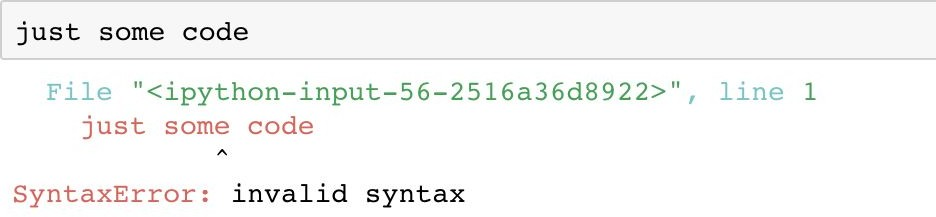 just some code
File "<ipython-input-56-2516a36d8922>", line 1
just some code
^
SyntaxError: invalid syntax